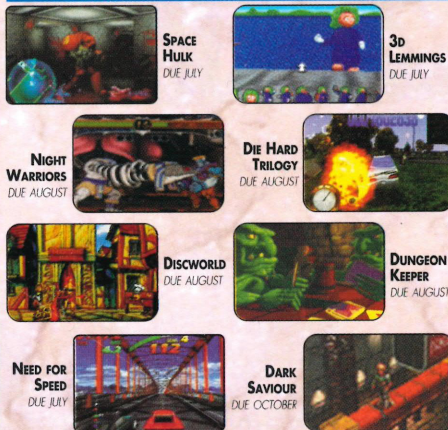 SPACE
HULK
DUE JULY
3D
LEMMINGS
DUE JULY
NIGHT
WARRIORS
DUE AUGUST
DIE HARD
TRILOGY
DUE AUGUST
DISCWORLD
DUE AUGUST
DUNGEON
KEEPER
DUE AUGUST
NEED FOR
SPEED
DUE JULY
DARK
SAVIOUR
DUE OCTOBER